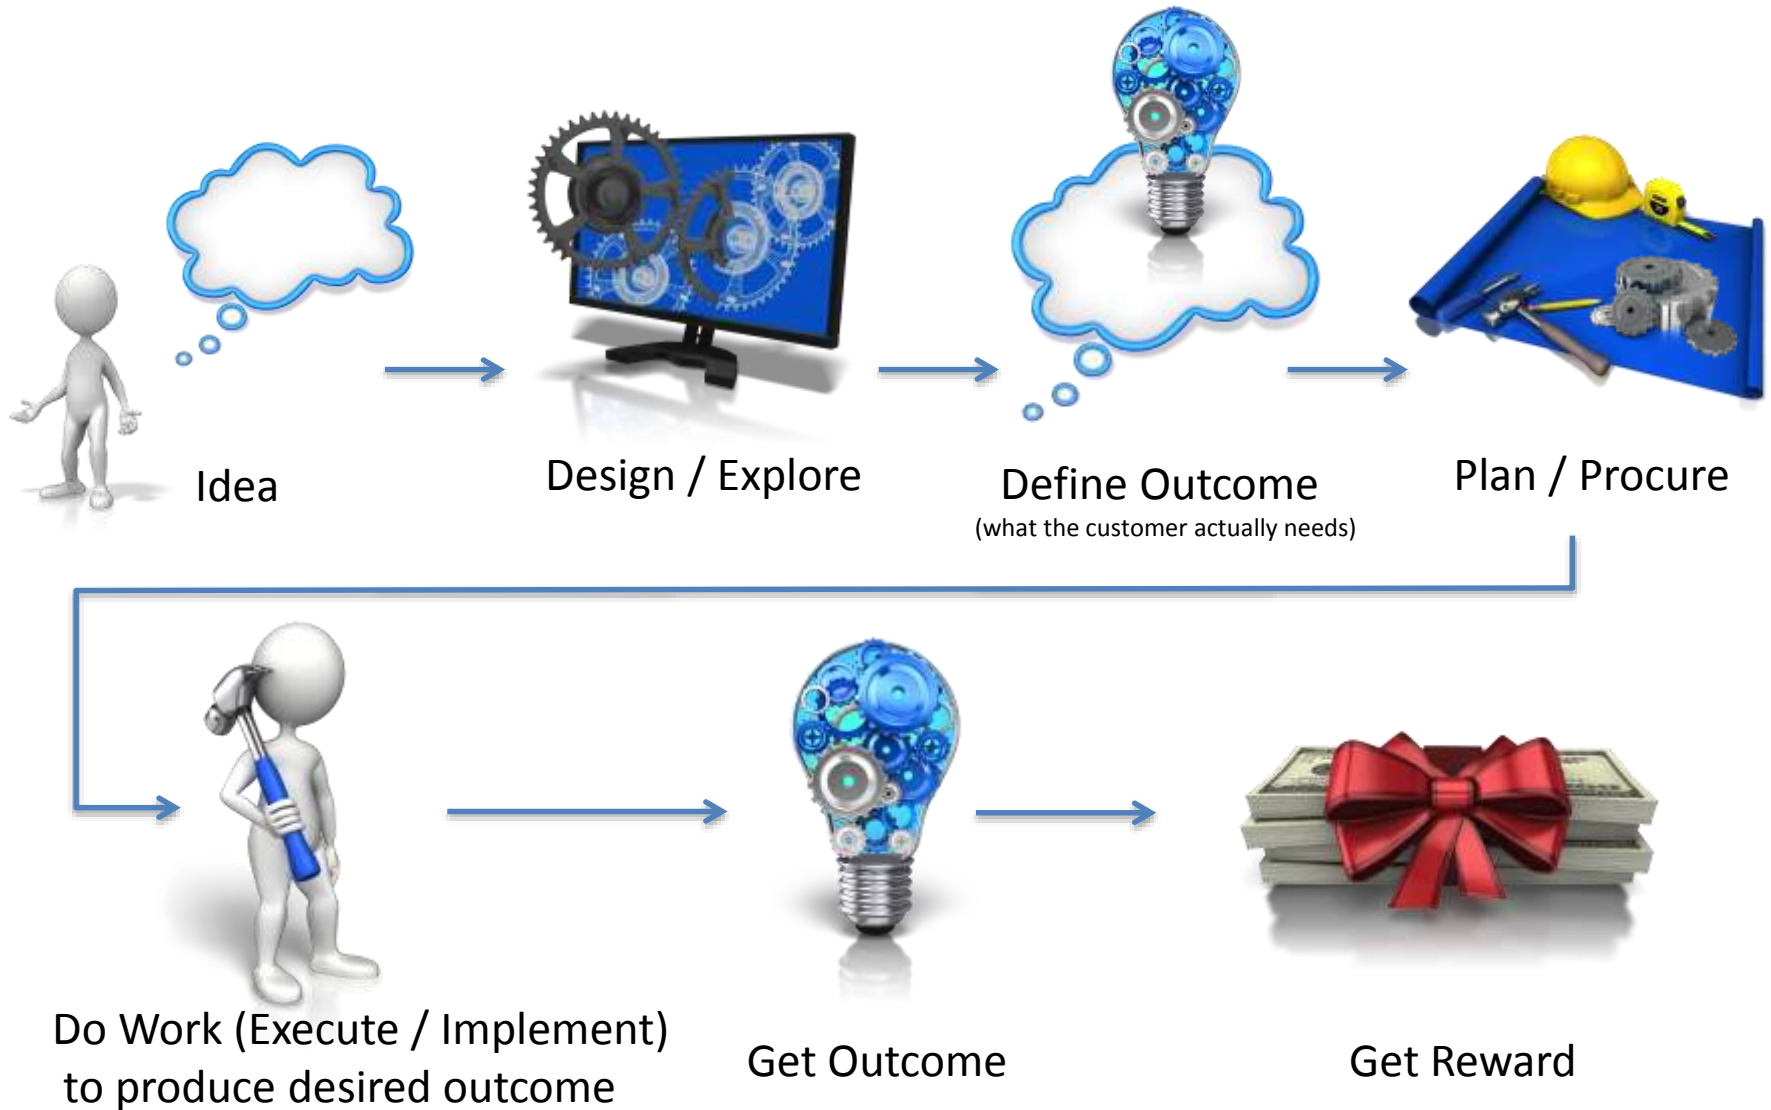 Idea
Design / Explore
Define Outcome
(what the customer actually needs)
Plan / Procure
Do Work (Execute / Implement)
to produce desired outcome
Get Outcome
Get Reward